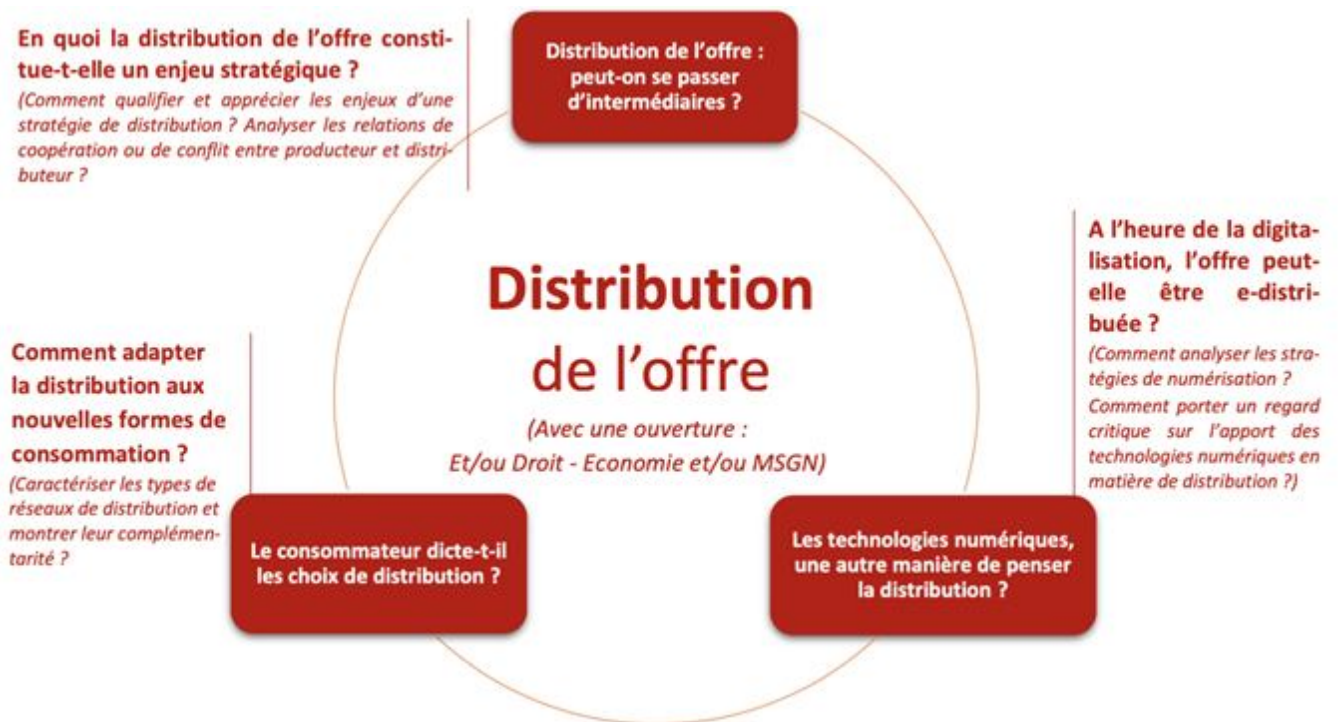 En quoi la distribution de l'offre consti-
tue-t-elle un enjeu stratégique ?
(Comment qualifier et apprécier les enjeux d'une
stratégie de distribution ? Analyser les relations de
coopération ou de conflit entre producteur et distri-
buteur ?
Distribution de l'offre :
peut-on se passer
d'intermédiaires ?
Distribution
de l'offre
(Avec une ouverture :
Et/ou Droit - Economie et/ou MSGN)
A l'heure de la digita-
lisation, l'offre peut-
elle être e-distri-
buée ?
(Comment analyser les stra-
tégies de numérisation ?
Comment porter un regard
critique sur l'apport des
technologies numériques en
matière de distribution ?)
Comment adapter
la distribution aux
nouvelles formes de
consommation ?
(Caractériser les types de
réseaux de distribution et
montrer leur complémen-
tarité ?
Le consommateur dicte-t-il
les choix de distribution ?
Les technologies numériques,
une autre manière de penser
la distribution ?